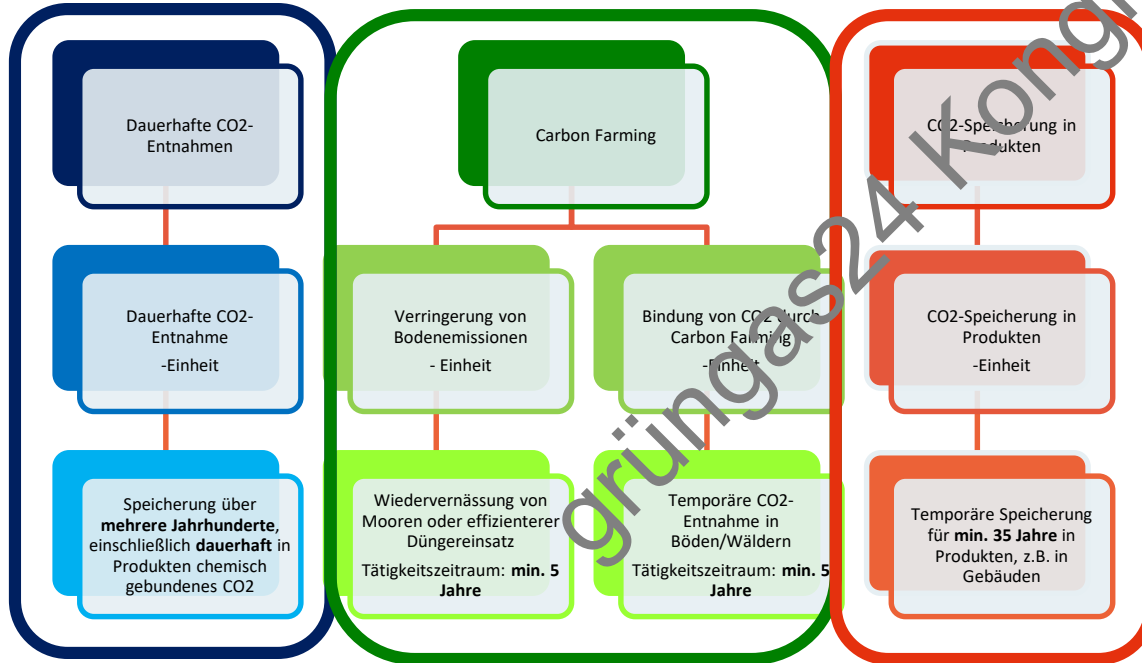 Dauerhafte CO2-
Entnahmen
Carbon Farming
CO2-Speicherung in
Produkten
Dauerhafte CO2-
Entnahme
-Einheit
Verringerung von
Bodenemissionen
- Einheit
Bindung von CO2 durch
Carbon Farming
-Einheit
CO2-Speicherung in
Produkten
-Einheit
Speicherung über
mehrere Jahrhunderte,
einschließlich dauerhaft in
Produkten chemisch
gebundenes CO2
Wiedervernässung von
Mooren oder effizienterer
Düngereinsatz
Tätigkeitszeitraum: min. 5
Jahre
Temporäre CO2-
Entnahme in
Böden/Wäldern
Tätigkeitszeitraum: min. 5
Jahre
Temporäre Speicherung
für min. 35 Jahre in
Produkten, z.B. in
Gebäuden
grüngas24